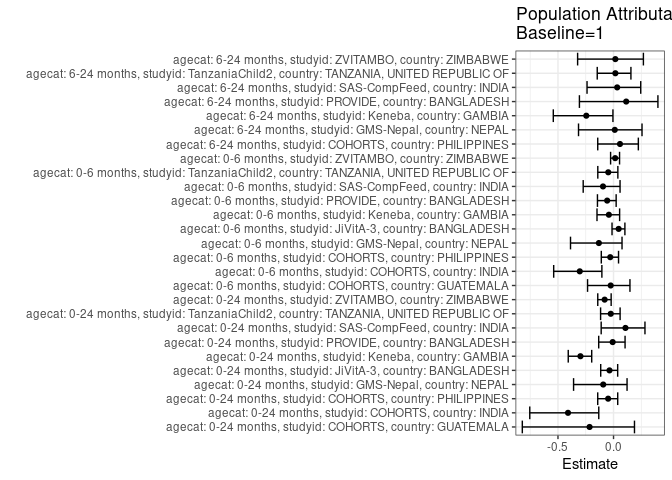 Population Attributa
Baseline=1
agecat: 6-24 months, studyid: ZVITAMBO, country: ZIMBABWE
agecat: 6-24 months, studyid: TanzaniaChild2, country: TANZANIA, UNITED REPUBLIC OF
agecat: 6-24 months, studyid: SAS-CompFeed, country: INDIA
agecat: 6-24 months, studyid: PROVIDE, country: BANGLADESH
agecat: 6-24 months, studyid: Keneba, country: GAMBIA
agecat: 6-24 months, studyid: GMS-Nepal, country: NEPAL
agecat: 6-24 months, studyid: COHORTS, country: PHILIPPINES
agecat: 0-6 months, studyid: ZVITAMBO, country: ZIMBABWE
agecat: 0-6 months, studyid: TanzaniaChild2, country: TANZANIA, UNITED REPUBLIC OF
agecat: 0-6 months, studyid: SAS-CompFeed, country: INDIA
agecat: 0-6 months, studyid: PROVIDE, country: BANGLADESH
agecat: 0-6 months, studyid: Keneba, country: GAMBIA
agecat: 0-6 months, studyid: JiVitA-3, country: BANGLADESH
agecat: 0-6 months, studyid: GMS-Nepal, country: NEPAL
agecat: 0-6 months, studyid: COHORTS, country: PHILIPPINES
agecat: 0-6 months, studyid: COHORTS, country: INDIA
agecat: 0-6 months, studyid: COHORTS, country: GUATEMALA
agecat: 0-24 months, studyid: ZVITAMBO, country: ZIMBABWE
agecat: 0-24 months, studyid: TanzaniaChild2, country: TANZANIA, UNITED REPUBLIC OF
agecat: 0-24 months, studyid: SAS-CompFeed, country: INDIA
agecat: 0-24 months, studyid: PROVIDE, country: BANGLADESH
agecat: 0-24 months, studyid: Keneba, country: GAMBIA
agecat: 0-24 months, studyid: JiVitA-3, country: BANGLADESH
agecat: 0-24 months, studyid: GMS-Nepal, country: NEPAL
agecat: 0-24 months, studyid: COHORTS, country: PHILIPPINES
agecat: 0-24 months, studyid: COHORTS, country: INDIA
agecat: 0-24 months, studyid: COHORTS, country: GUATEMALA
-0.5 0.0
Estimate